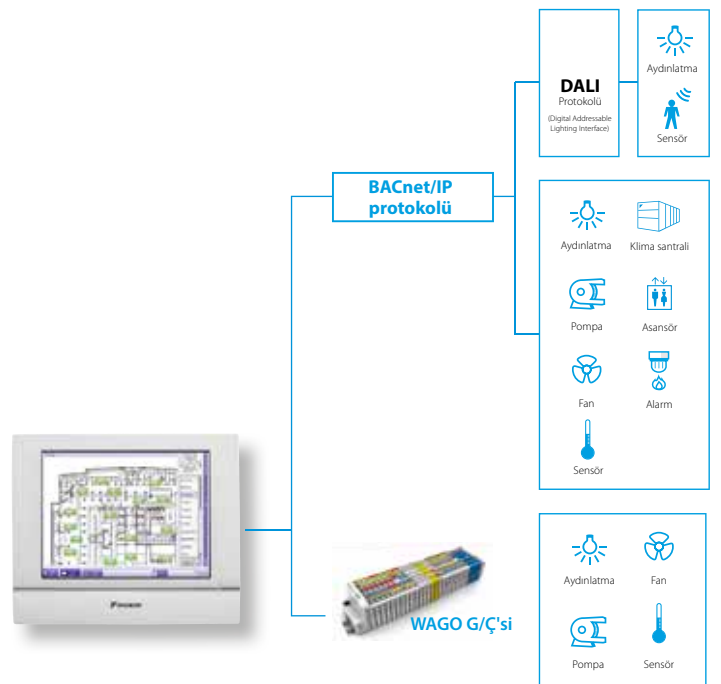 DALI
Protokolü
(Digital Addressable
Lighting Interface)
Aydınlatma
Sensör
BACnet/IP
protokolü
Aydınlatma
Klima santrali
Pompa
Asansör
Fan
Alarm
Sensör
DAIKIN
WAGO G/Ç'si
Aydınlatma
Fan
Pompa
Sensör